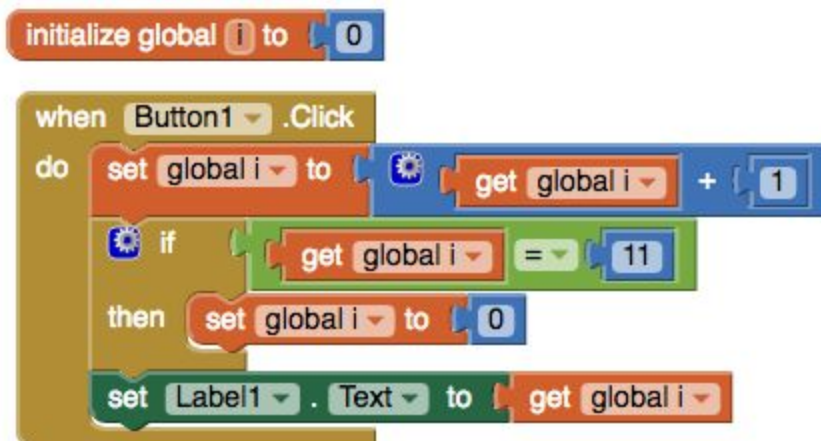 initialize global i to 0
when Button1 .Click
do set global i to get global i + 1
if get global i = 11
then set global i to 0
set Label1 . Text to get global i